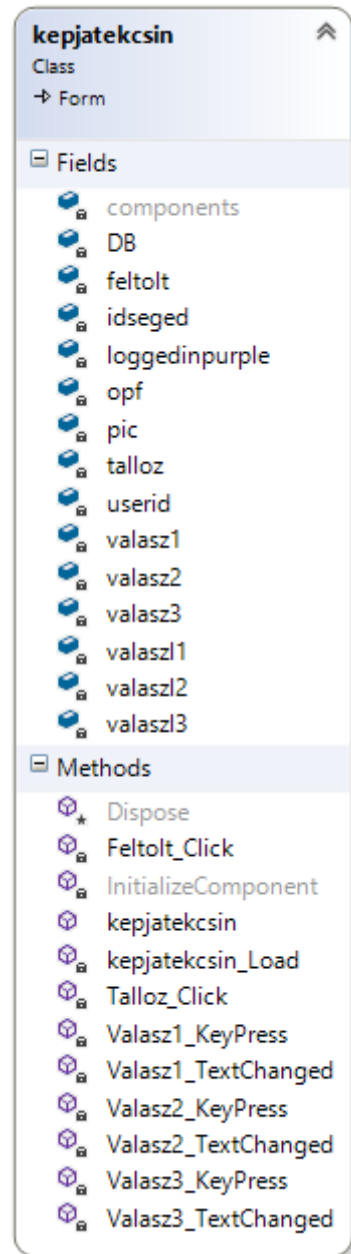 kepjatekcsin
Class
Form
Fields
components
DB
feltolt
idseged
loggedinpurple
opf
pic
talloz
userid
valasz1
valasz2
valasz3
valaszl1
valaszl2
valaszl3
Methods
Dispose
Feltolt_Click
InitializeComponent
kepjatekcsin
kepjatekcsin_Load
Talloz_Click
Valasz1_KeyPress
Valasz1_TextChanged
Valasz2_KeyPress
Valasz2_TextChanged
Valasz3_KeyPress
Valasz3_TextChanged